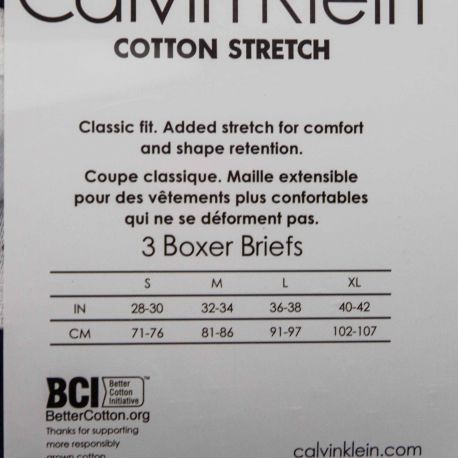 Calvin Klein
COTTON STRETCH
Classic fit. Added stretch for comfort
and shape retention.
Coupe classique. Maille extensible
pour des vêtements plus confortables
qui ne se déforment pas.
3 Boxer Briefs
S M L XL
IN 28-30 32-34 36-38 40-42
CM 71-76 81-86 91-97 102-107
BCI Better
Cotton
Initiative
BetterCotton.org
Thanks for supporting
more responsibly
grown cotton
calvinklein.com